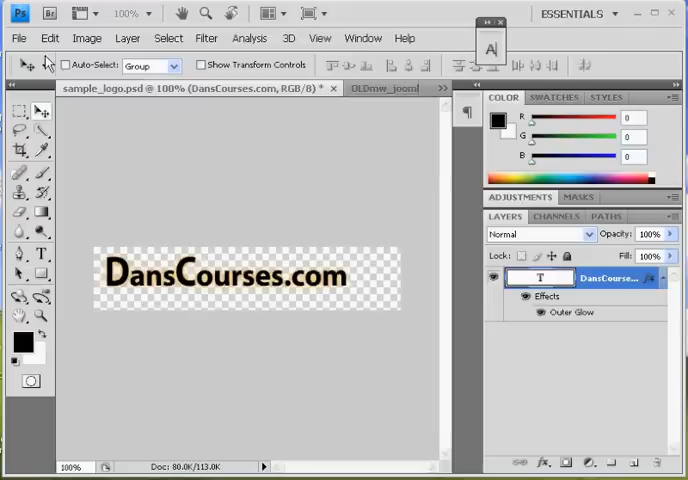 Ps Br 100% ESSENTIALS
File Edit Image Layer Select Filter Analysis 3D View Window Help
A
Auto-Select: Group Show Transform Controls
sample_logo.psd @ 100% (DansCourses.com, RGB/8) * OLDmw_jooml
COLOR SWATCHES STYLES
R 0
G 0
B 0
ADJUSTMENTS MASKS
LAYERS CHANNELS PATHS
Normal Opacity: 100%
Lock: Fill: 100%
T DansCourse... fx
Effects
Outer Glow
DansCourses.com
T
100% Doc: 80.0K/113.0K
fx